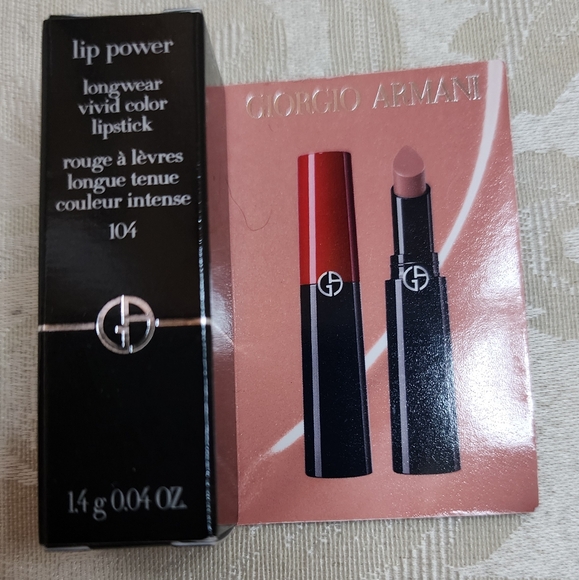 lip power
longwear
vivid color
lipstick
rouge à lèvres
longue tenue
couleur intense
104
1.4 g 0.04 OZ.
GIORGIO ARMANI